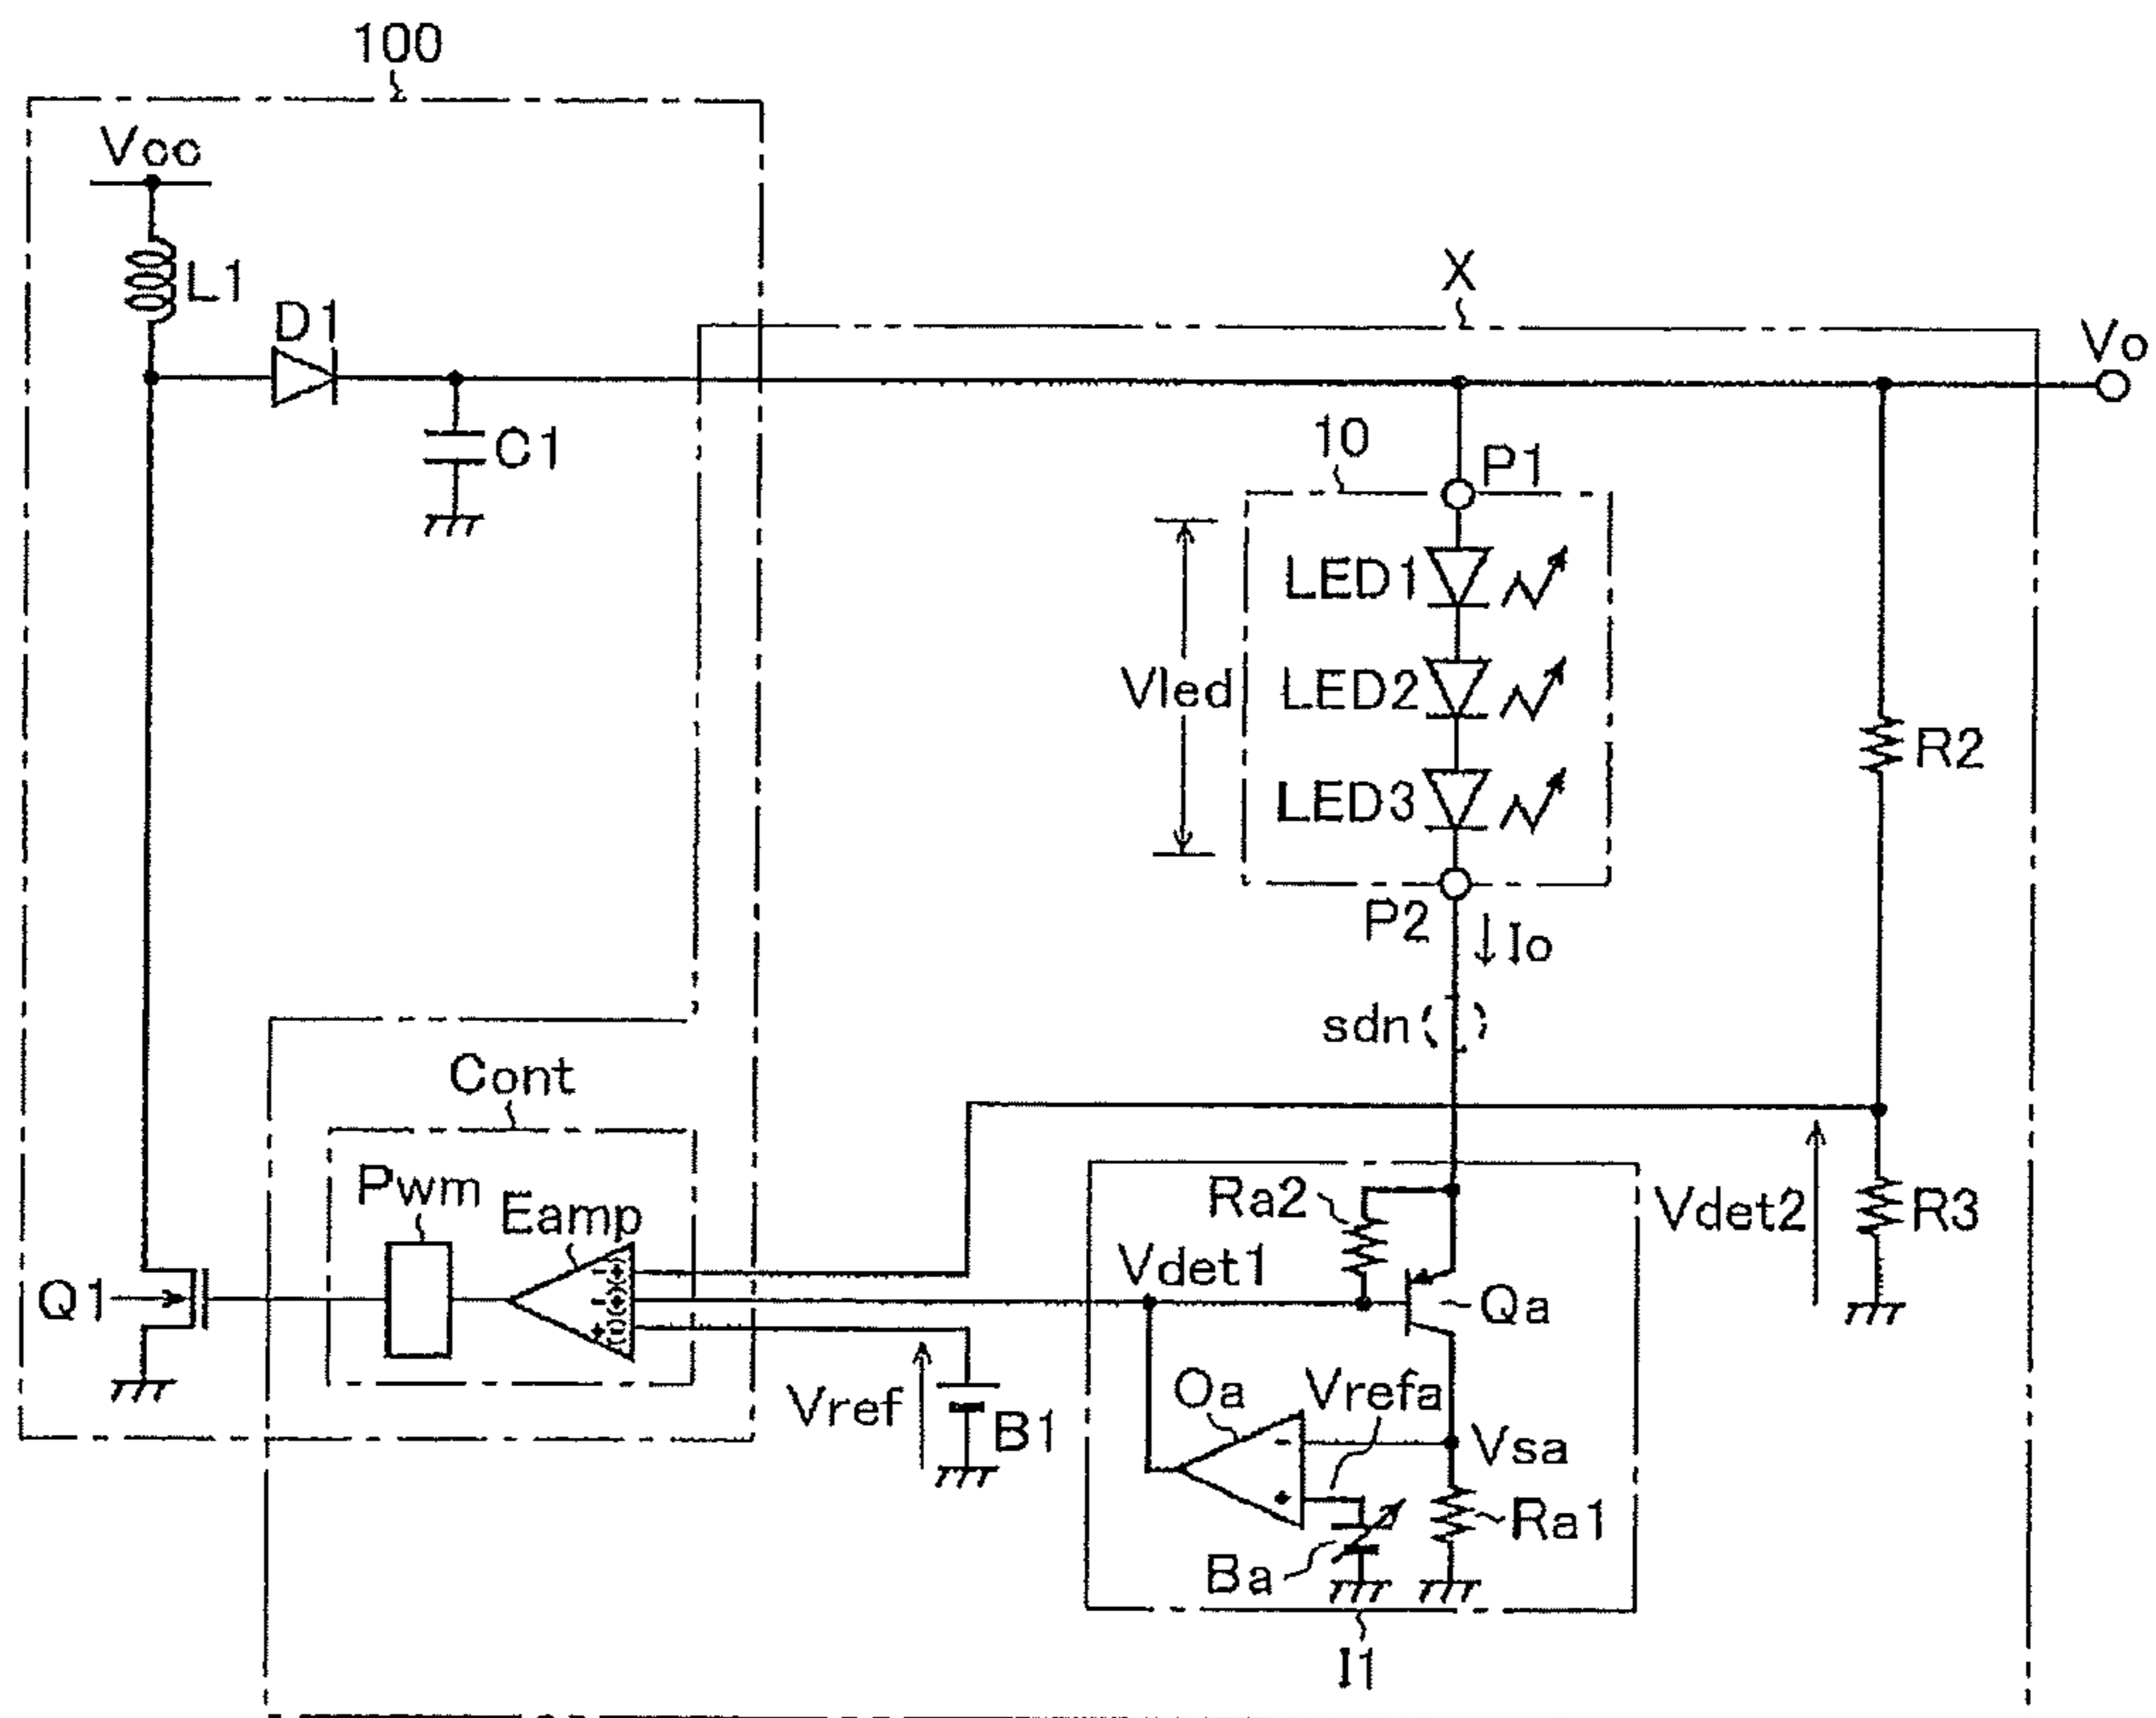 100
Vcc
L1
D1
C1
X
Vo
10
P1
LED1
Vled
LED2
LED3
R2
P2
Io
sdn
Cont
Pwm
Eamp
Ra2
Vdet1
Vdet2
R3
Q1
Qa
Vref
B1
Oa
Vrefa
Vsa
Ra1
Ba
I1